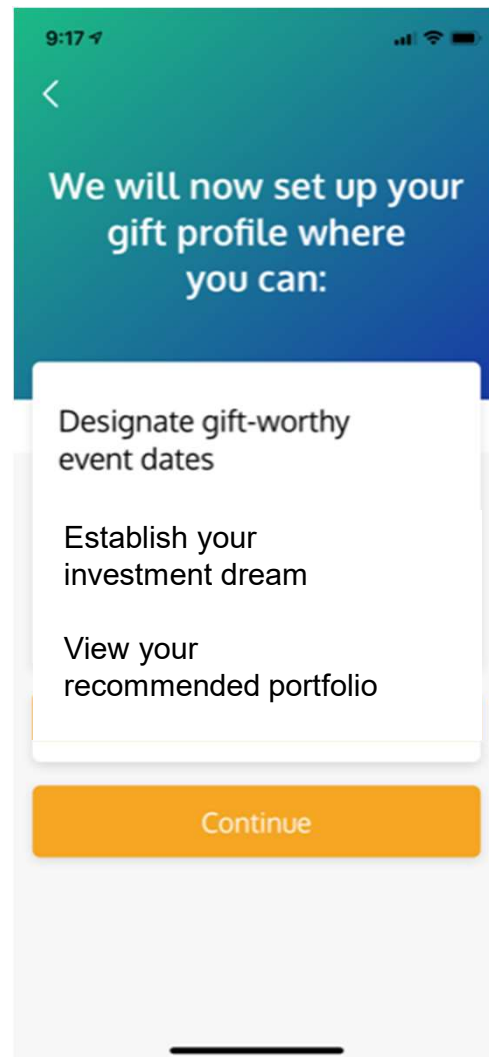 9:17
We will now set up your
gift profile where
you can:
Designate gift-worthy
event dates
Establish your
investment dream
View your
recommended portfolio
Continue